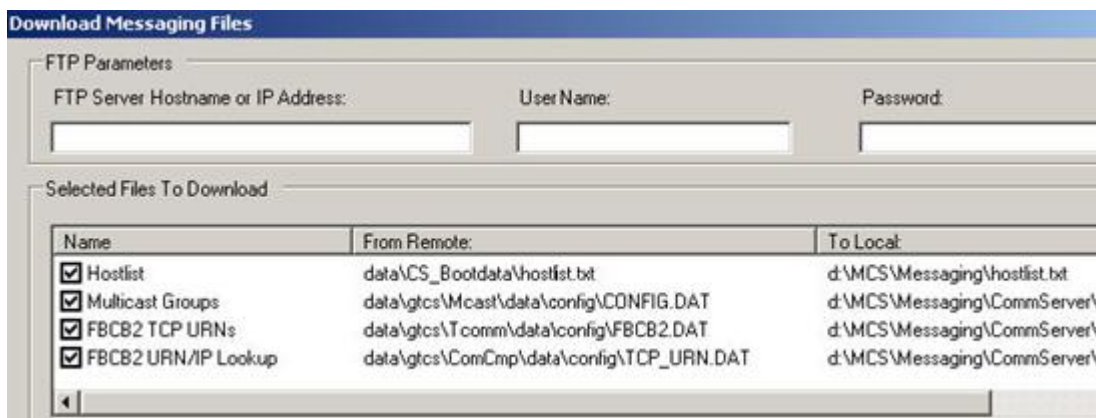 Download Messaging Files
FTP Parameters
FTP Server Hostname or IP Address: User Name: Password:
Selected Files To Download
Name From Remote: To Local:
Hostlist data\CS_Bootdata\hostlist.txt d:\MCS\Messaging\hostlist.txt
Multicast Groups data\gtcs\Mcast\data\config\CONFIG.DAT d:\MCS\Messaging\CommServer\
FBCB2 TCP URNs data\gtcs\Tcomm\data\config\FBCB2.DAT d:\MCS\Messaging\CommServer\
FBCB2 URN/IP Lookup data\gtcs\ComCmp\data\config\TCP_URN.DAT d:\MCS\Messaging\CommServer\